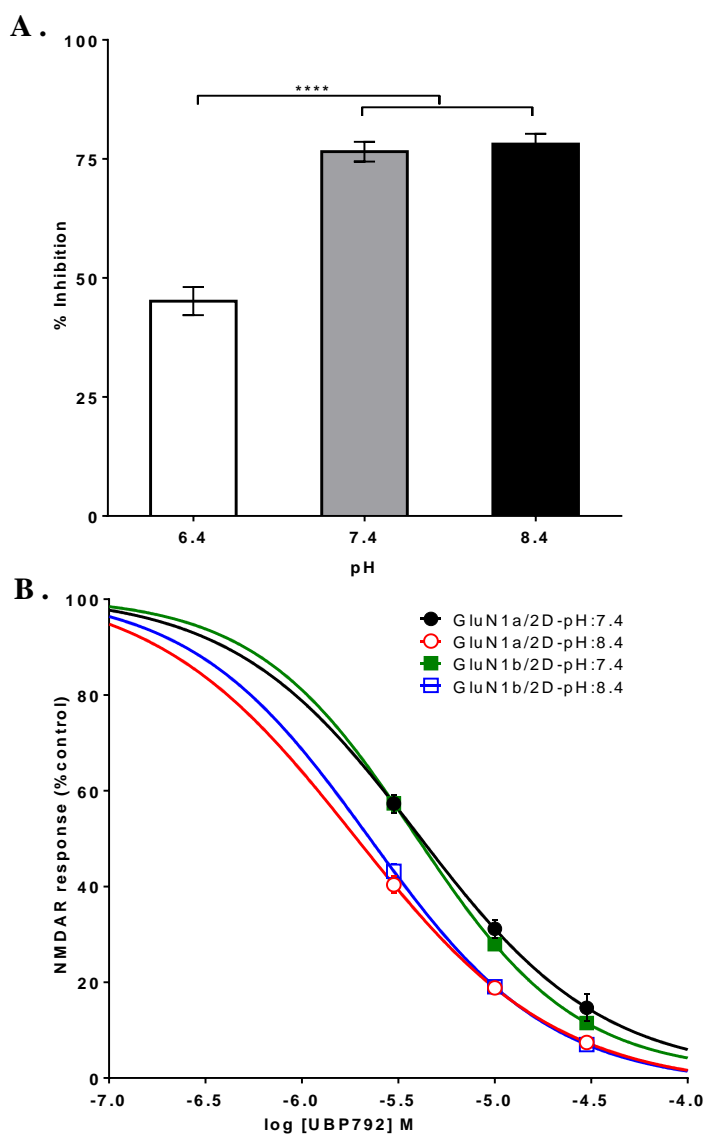 A .
100
75
50
25
0
% Inhibition
****
6.4 7.4 8.4
pH
B .
100
80
60
40
20
0
NMDAR response (%control)
GluN1a/2D-pH:7.4
GluN1a/2D-pH:8.4
GluN1b/2D-pH:7.4
GluN1b/2D-pH:8.4
-7.0 -6.5 -6.0 -5.5 -5.0 -4.5 -4.0
log [UBP792] M